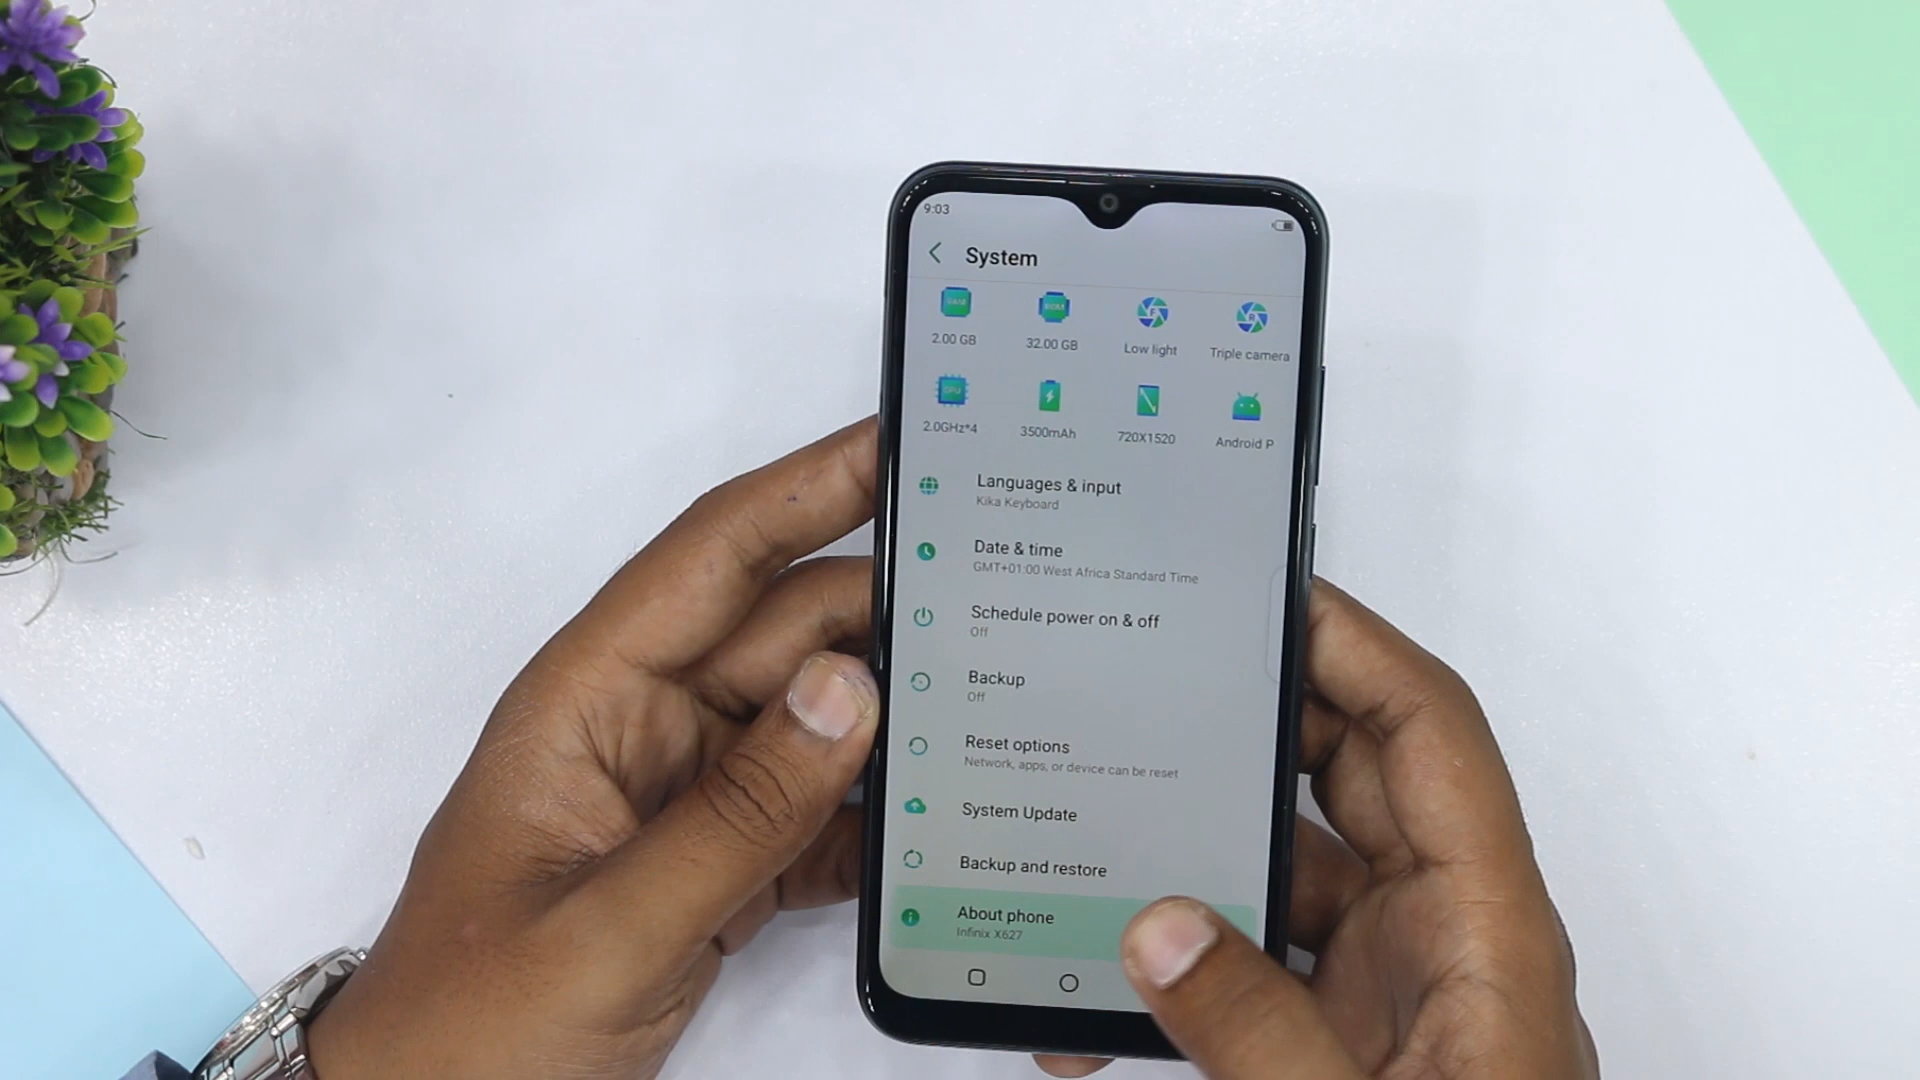 9:03
System
RAM
ROM
F
R
2.00 GB
32.00 GB
Low light
Triple camera
CPU
2.0GHz*4
3500mAh
720X1520
Android P
Languages & input
Kika Keyboard
Date & time
GMT+01:00 West Africa Standard Time
Schedule power on & off
Off
Backup
Off
Reset options
Network, apps, or device can be reset
System Update
Backup and restore
About phone
Infinix X627